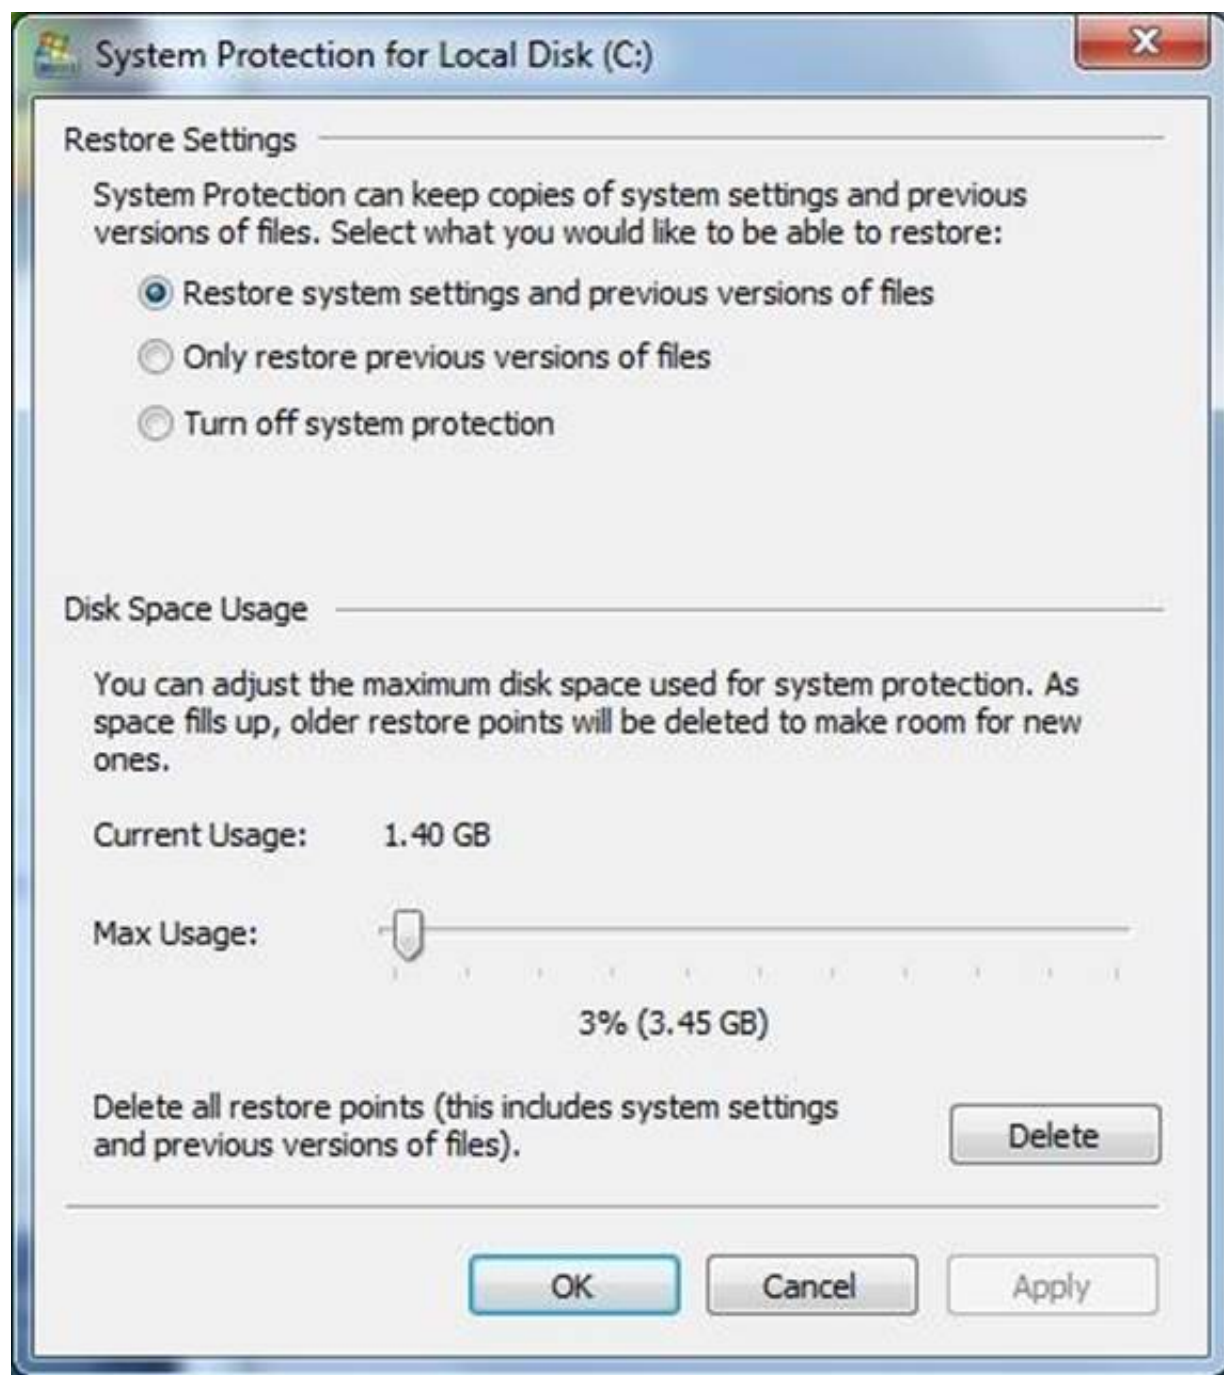 System Protection for Local Disk (C:)
Restore Settings
System Protection can keep copies of system settings and previous
versions of files. Select what you would like to be able to restore:
Restore system settings and previous versions of files
Only restore previous versions of files
Turn off system protection
Disk Space Usage
You can adjust the maximum disk space used for system protection. As
space fills up, older restore points will be deleted to make room for new
ones.
Current Usage: 1.40 GB
Max Usage:
3% (3.45 GB)
Delete all restore points (this includes system settings
and previous versions of files).
Delete
OK Cancel Apply